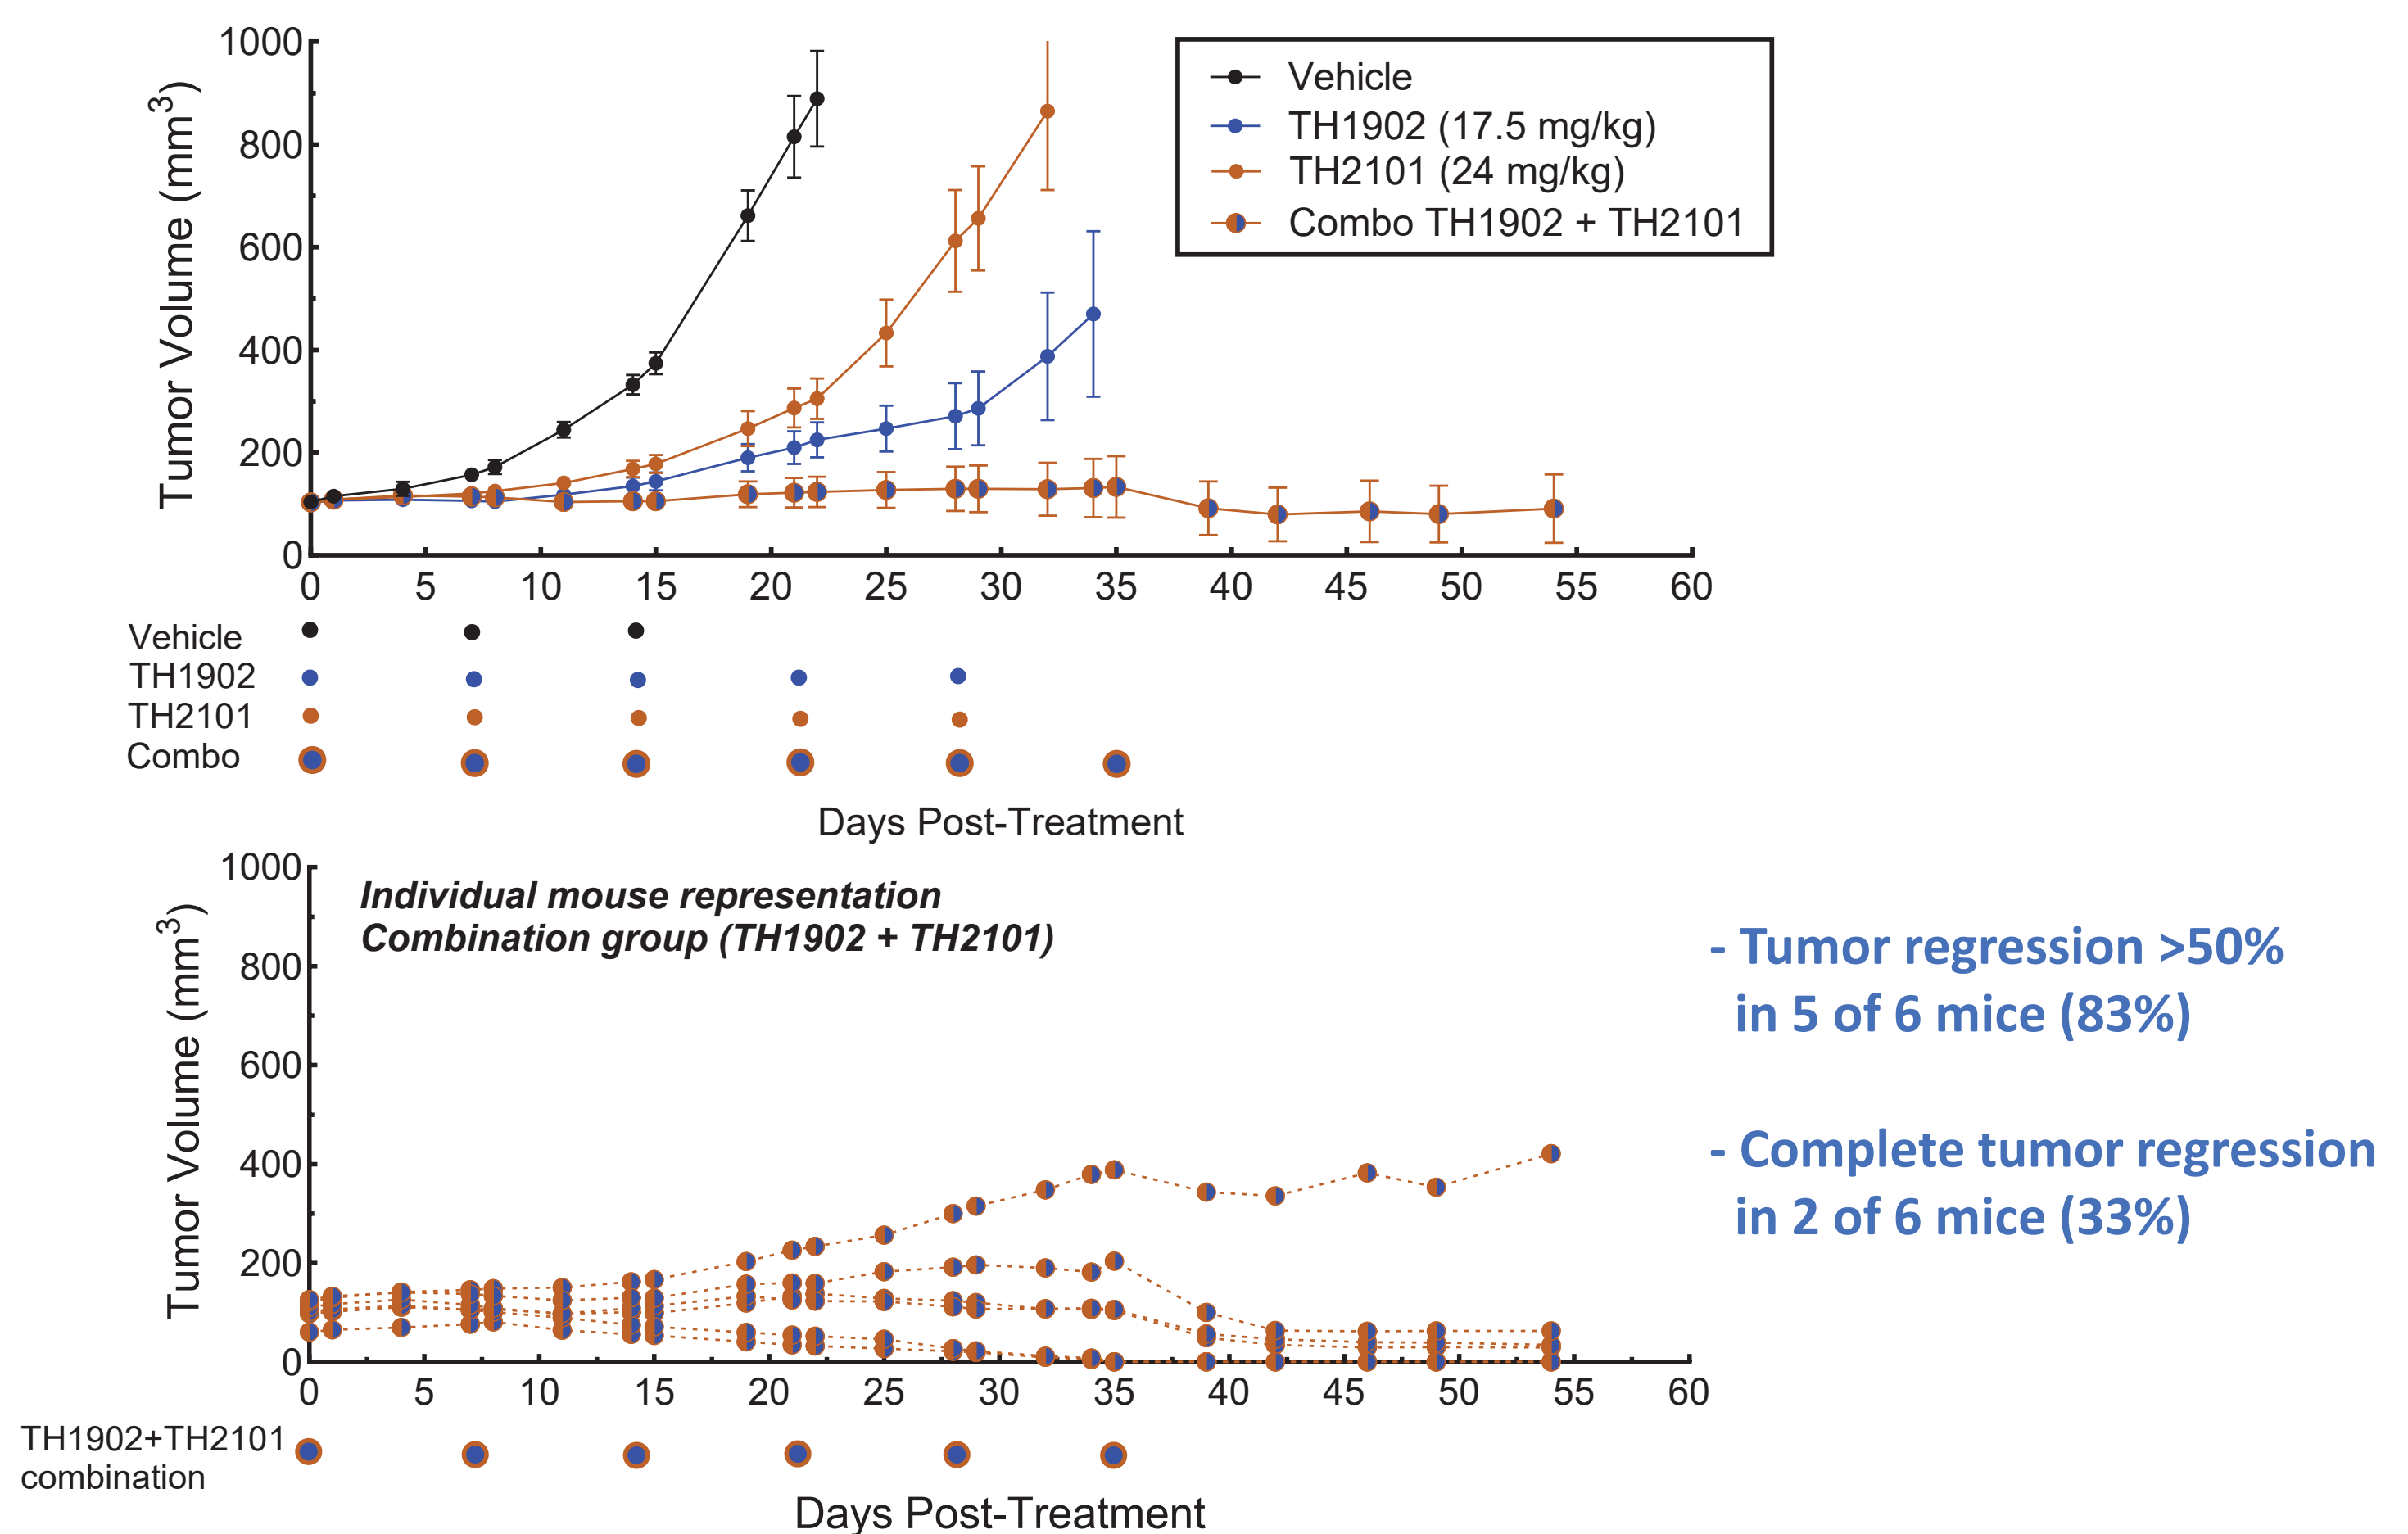 1000
800
600
400
200
0
Tumor Volume (mm³)
Vehicle
TH1902 (17.5 mg/kg)
TH2101 (24 mg/kg)
Combo TH1902 + TH2101
0 5 10 15 20 25 30 35 40 45 50 55 60
Vehicle
TH1902
TH2101
Combo
Days Post-Treatment
1000
800
600
400
200
0
Tumor Volume (mm³)
Individual mouse representation
Combination group (TH1902 + TH2101)
- Tumor regression >50%
in 5 of 6 mice (83%)
- Complete tumor regression
in 2 of 6 mice (33%)
0 5 10 15 20 25 30 35 40 45 50 55 60
TH1902+TH2101
combination
Days Post-Treatment